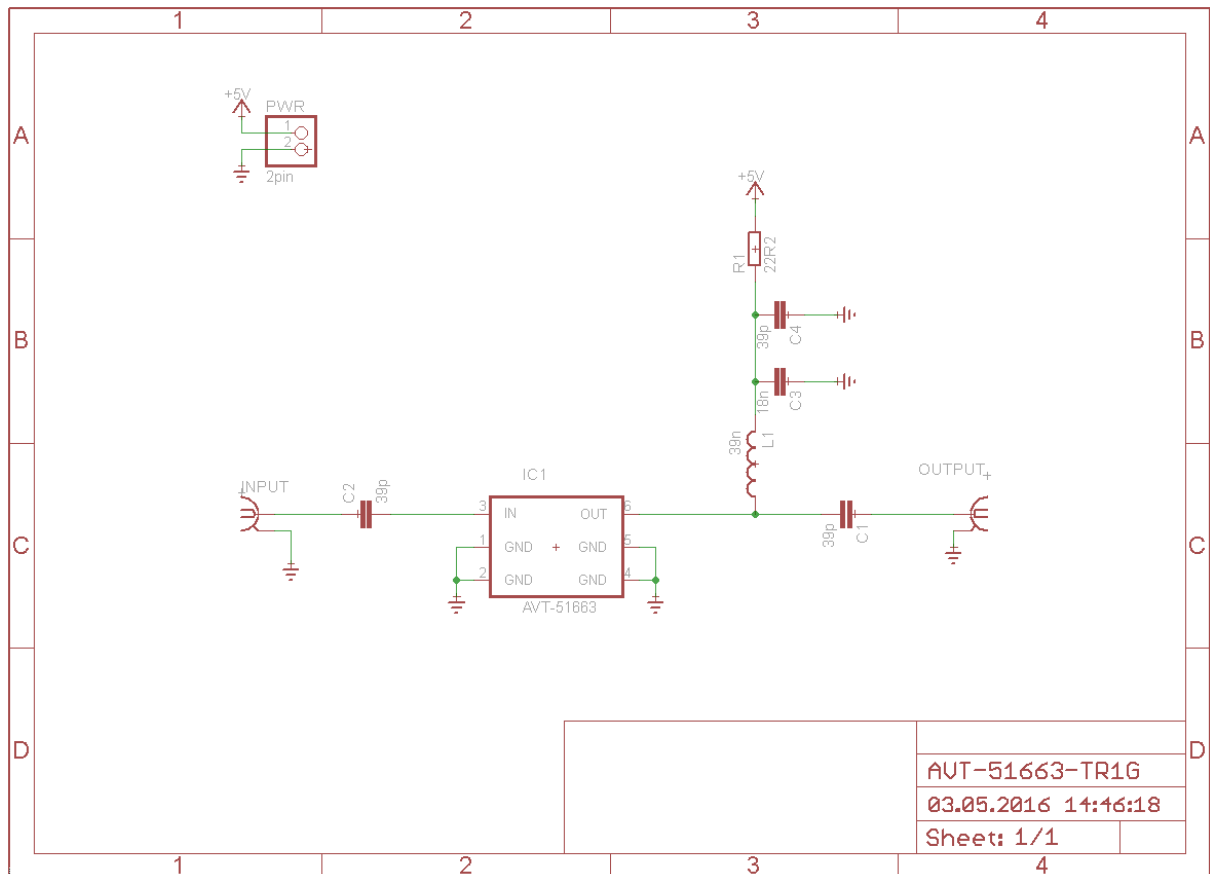 1 2 3 4
A A
+5V
PWR
1
2
2pin
+5V
R1
22R2
B B
39p
C4
18n
C3
39n
L1
IC1
OUTPUT
INPUT
C2
39p
3 IN OUT 6
39p
C1
C C
1 GND GND 5
2 GND GND 4
AVT-51663
D D
AVT-51663-TR1G
03.05.2016 14:46:18
Sheet: 1/1
1 2 3 4